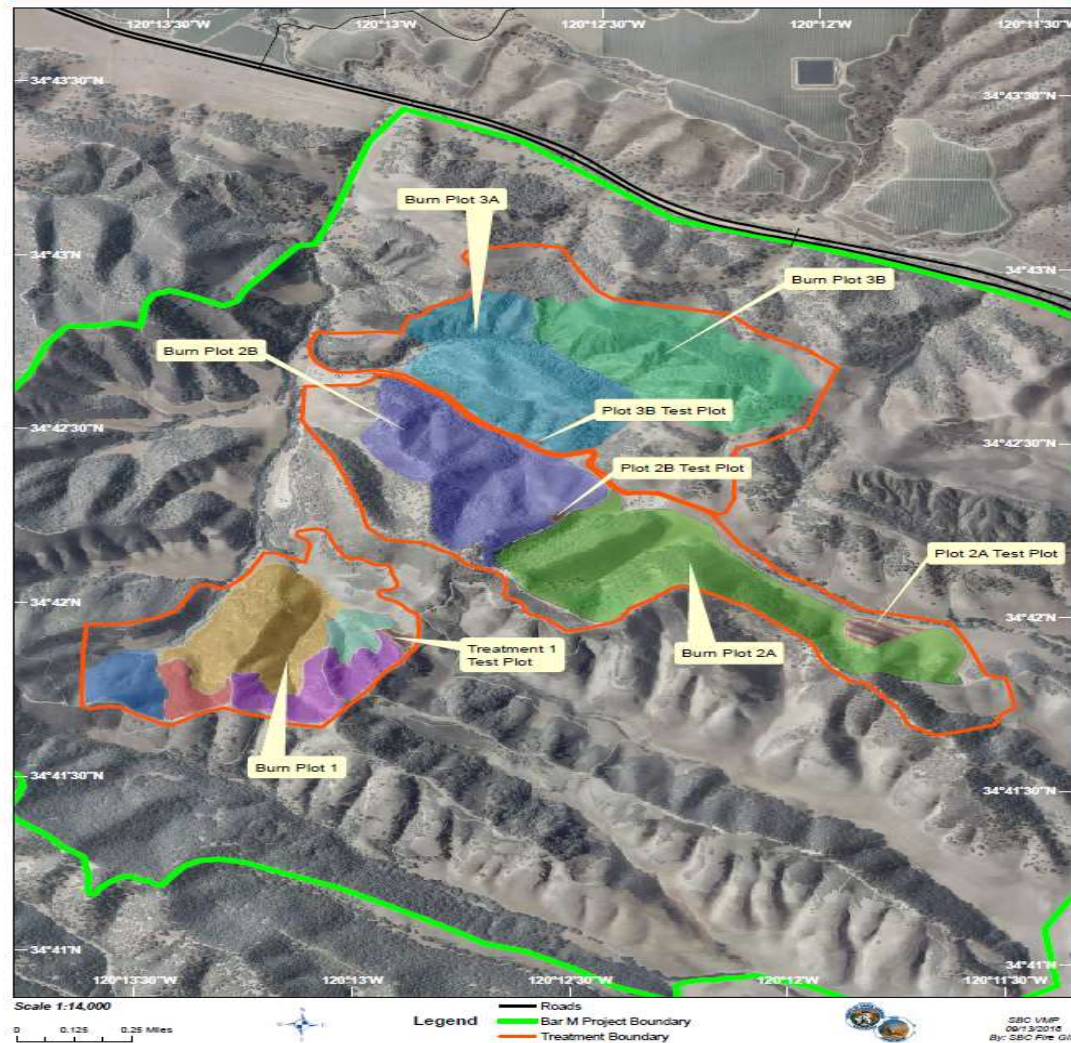 120°13'30"W
120°13'W
120°12'30"W
120°12'W
120°11'30"W
34°43'30"N
34°43'30"N
Burn Plot 3A
34°43'N
34°43'N
Burn Plot 3B
Burn Plot 2B
Plot 3B Test Plot
34°42'30"N
34°42'30"N
Plot 2B Test Plot
Plot 2A Test Plot
34°42'N
34°42'N
Treatment 1
Test Plot
Burn Plot 2A
Burn Plot 1
34°41'30"N
34°41'30"N
34°41'N
34°41'N
120°13'30"W
120°13'W
120°12'30"W
120°12'W
120°11'30"W
Scale 1:14,000
0 0.125 0.25 Miles
Legend
Roads
Bar M Project Boundary
Treatment Boundary
SBC VMP
09/13/2016
By: SBC Fire GIS